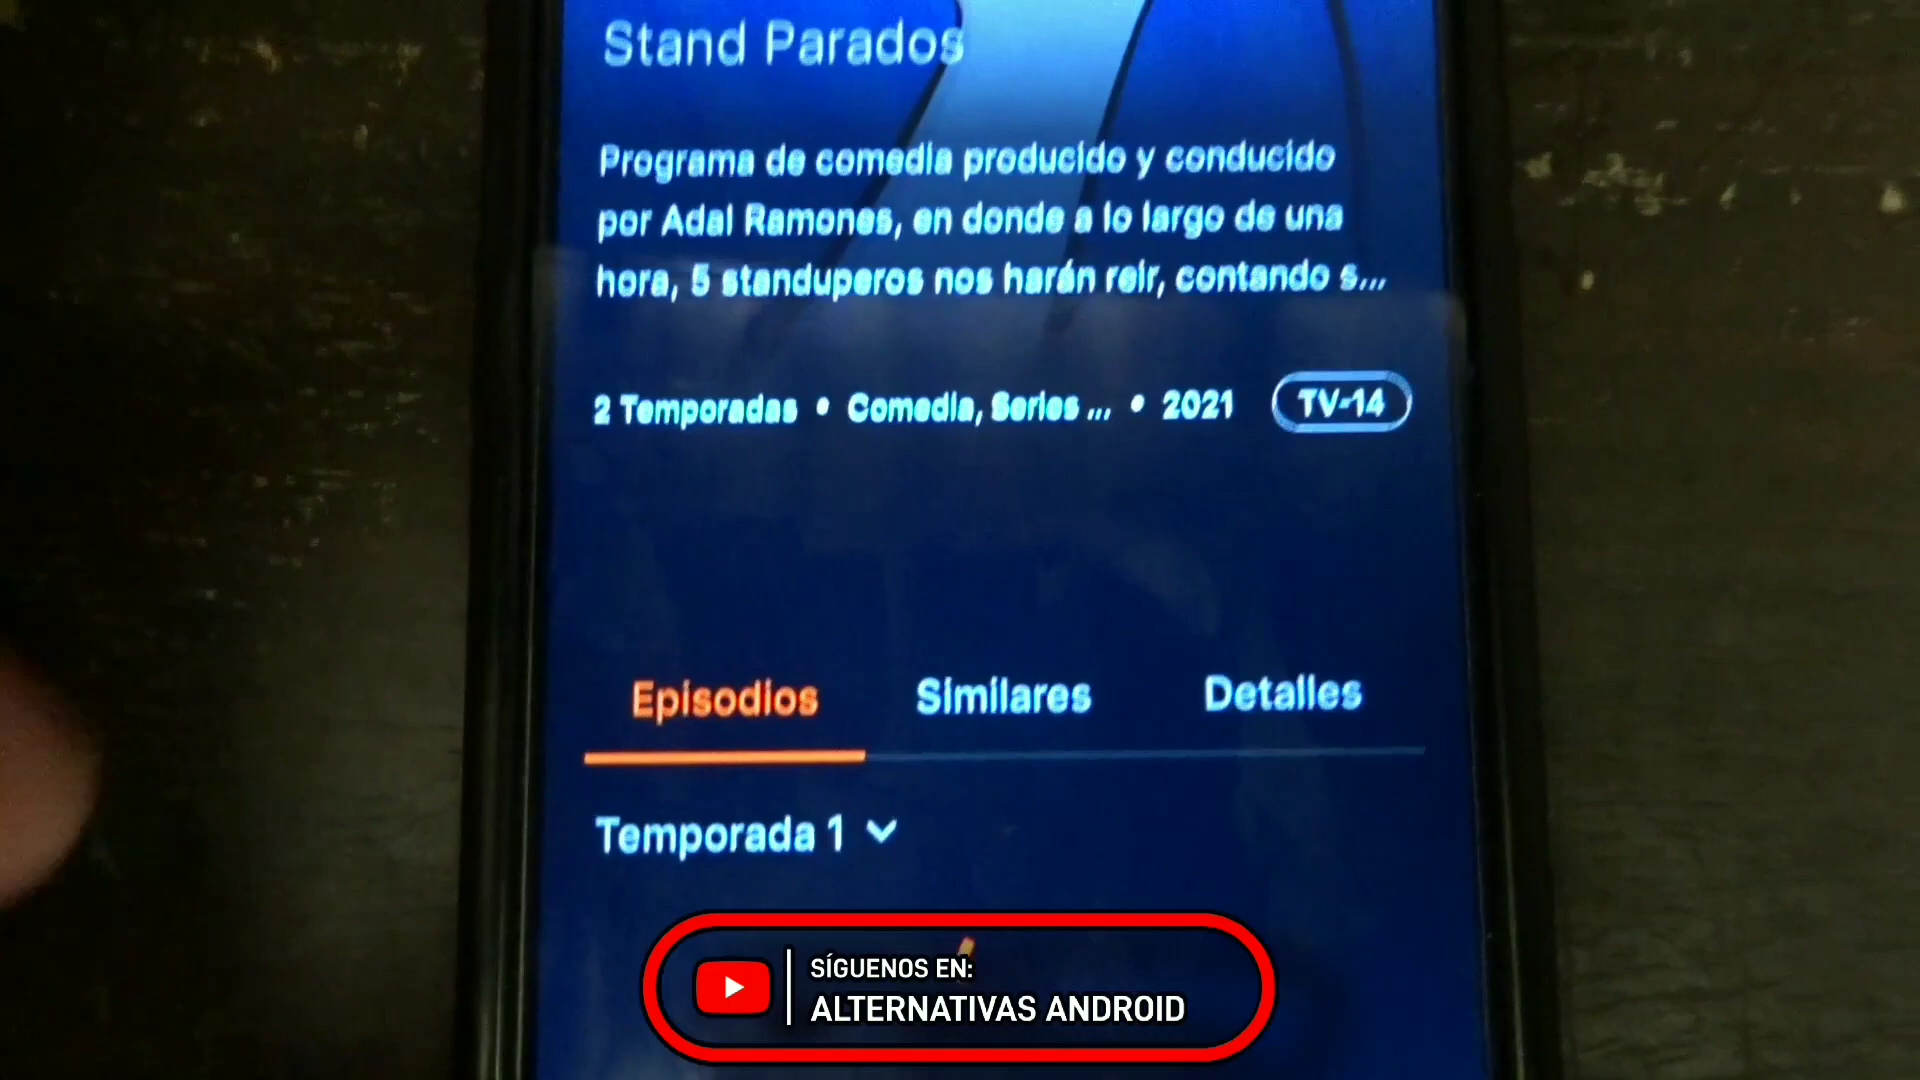 Stand Parados
Programa de comedia producido y conducido
por Adal Ramones, en donde a lo largo de una
hora, 5 standuperos nos harán reir, contando s...
2 Temporadas • Comedia, Series ... • 2021 TV-14
Episodios Similares Detalles
Temporada 1
SÍGUENOS EN:
ALTERNATIVAS ANDROID